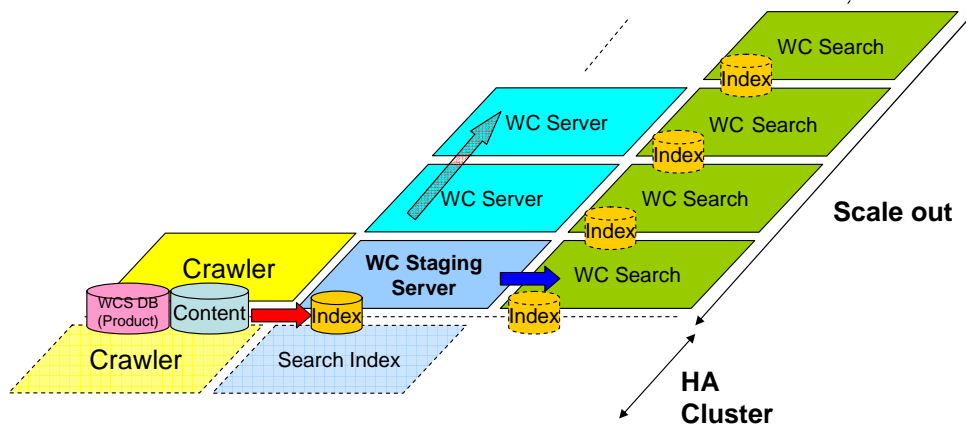 WC Search
Index
WC Server
WC Search
Index
WC Server
WC Search
Index
Scale out
Crawler
WC Staging
Server
WC Search
WCS DB
(Product)
Content
Index
Index
Crawler
Search Index
HA
Cluster